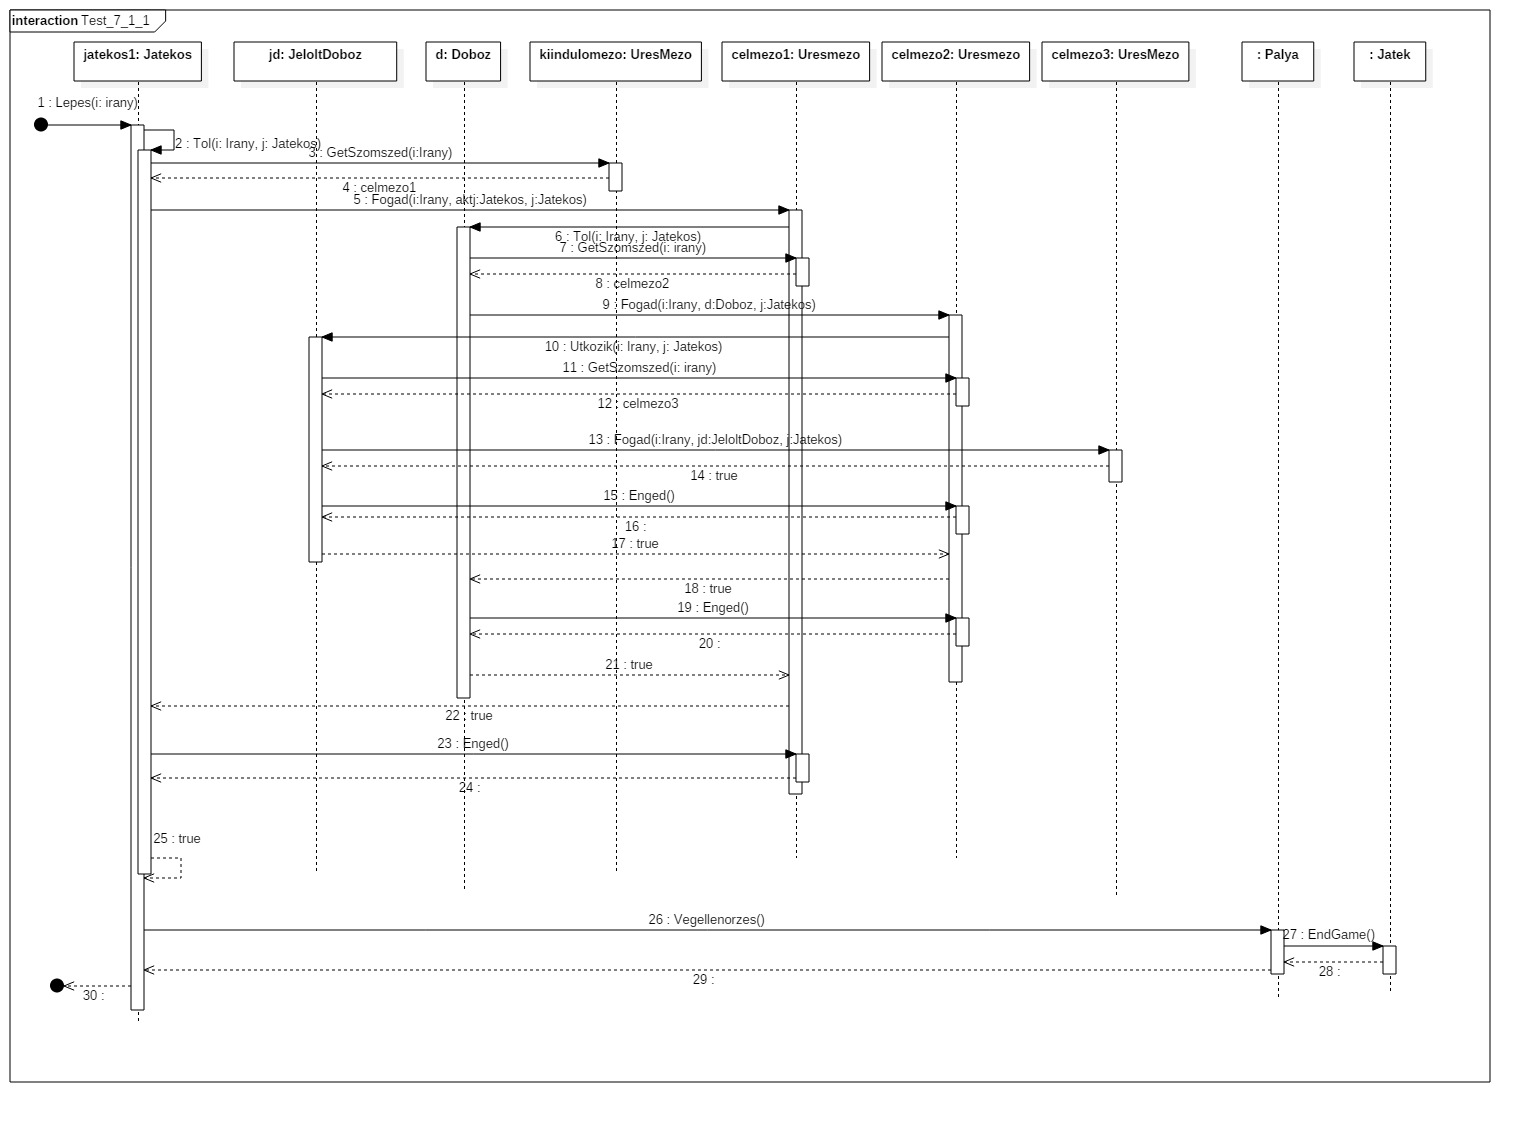 interaction Test_7_1_1
jatekos1: Jatekos
jd: JeloltDoboz
d: Doboz
kiindulomezo: UresMezo
celmezo1: Uresmezo
celmezo2: Uresmezo
celmezo3: UresMezo
: Palya
: Jatek
1 : Lepes(i: irany)
2 : Tol(i: Irany, j: Jatekos)
3 : GetSzomszed(i:Irany)
4 : celmezo1
5 : Fogad(i:Irany, aktj:Jatekos, j:Jatekos)
6 : Tol(i: Irany, j: Jatekos)
7 : GetSzomszed(i: irany)
8 : celmezo2
9 : Fogad(i:Irany, d:Doboz, j:Jatekos)
10 : Utkozik(i: Irany, j: Jatekos)
11 : GetSzomszed(i: irany)
12 : celmezo3
13 : Fogad(i:Irany, jd:JeloltDoboz, j:Jatekos)
14 : true
15 : Enged()
16 :
17 : true
18 : true
19 : Enged()
20 :
21 : true
22 : true
23 : Enged()
24 :
25 : true
26 : Vegellenorzes()
27 : EndGame()
28 :
29 :
30 :